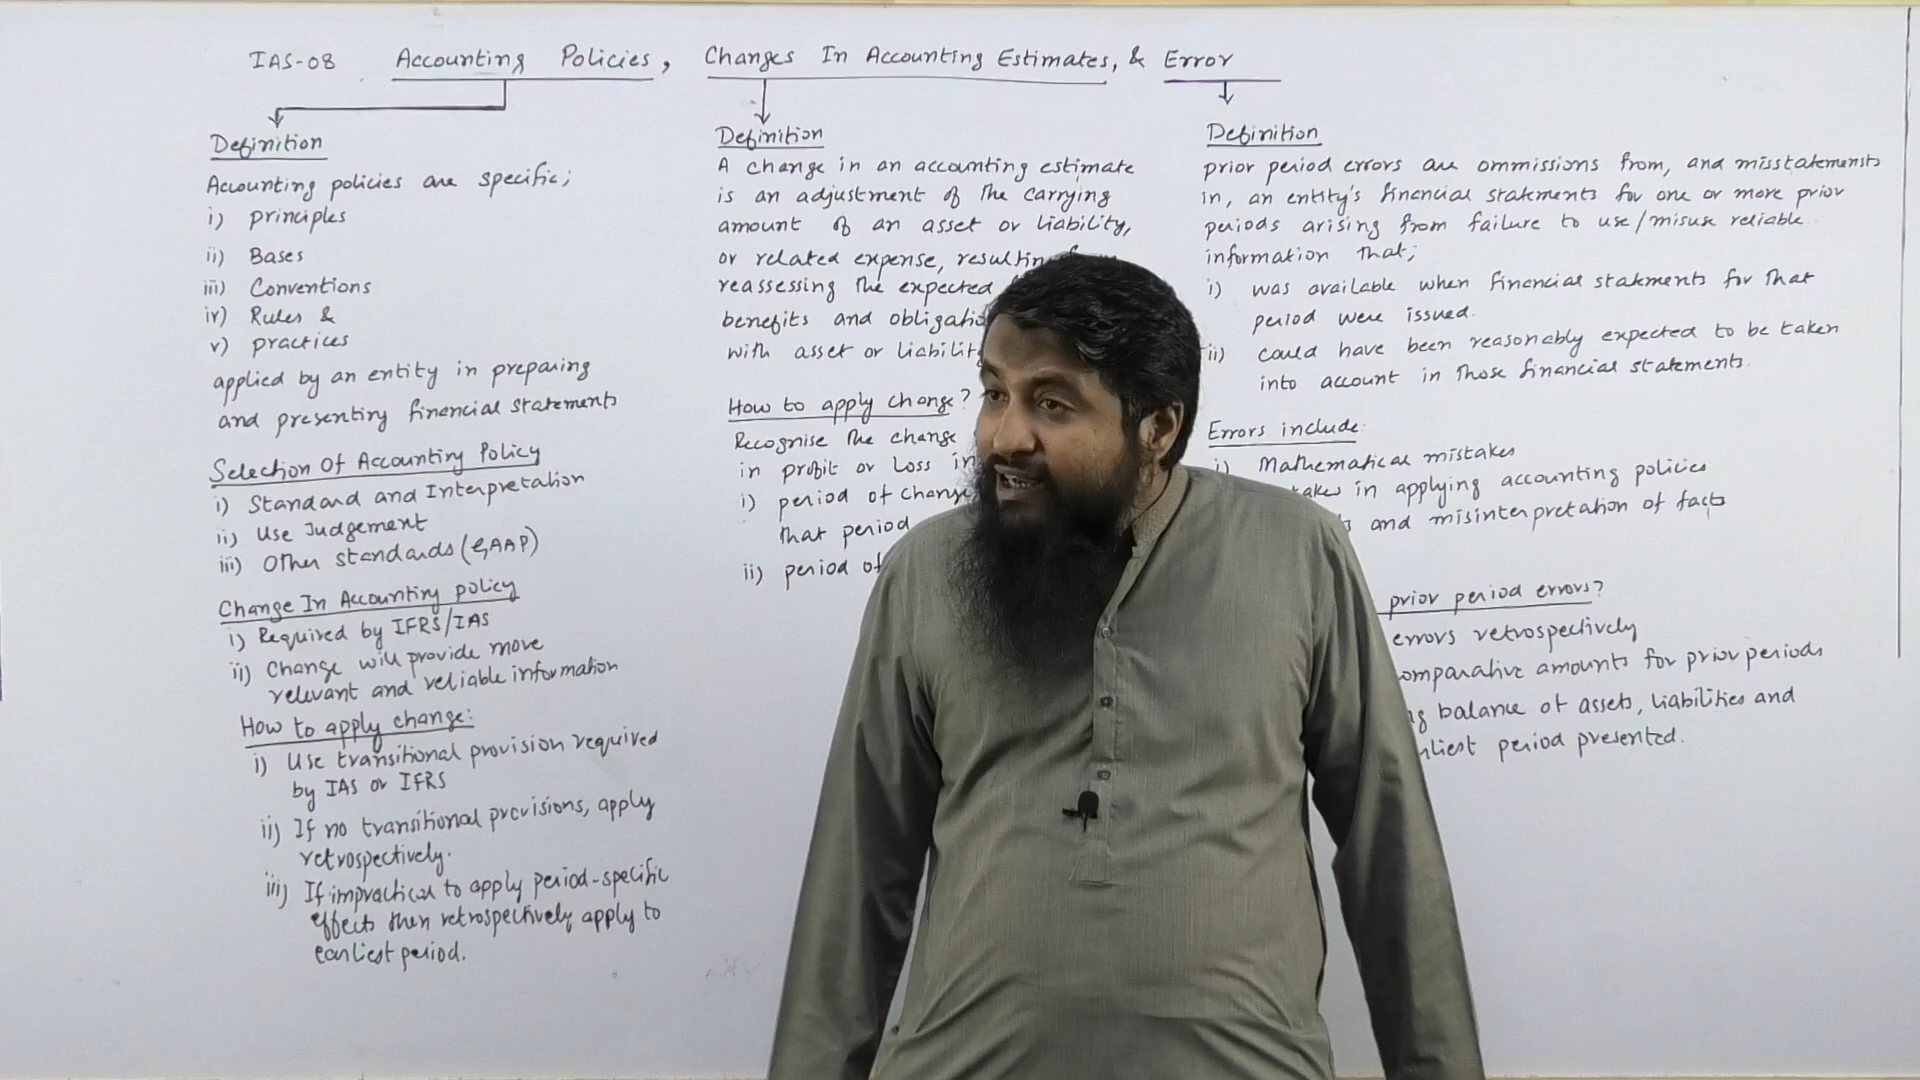 IAS-08 Accounting Policies, Changes In Accounting Estimates, & Error
Definition
Accounting policies are specific;
i) principles
ii) Bases
iii) Conventions
iv) Rules &
v) practices
applied by an entity in preparing
and presenting financial statements
Selection Of Accounting Policy
i) Standard and Interpretation
ii) Use Judgement
iii) Other standards (GAAP)
Change In Accounting policy
i) Required by IFRS/IAS
ii) Change will provide more
relevant and reliable information
How to apply change:
i) Use transitional provision required
by IAS or IFRS
ii) If no transitional provisions, apply
retrospectively.
iii) If impractical to apply period-specific
effects then retrospectively apply to
earliest period.
Definition
A change in an accounting estimate
is an adjustment of the carrying
amount of an asset or liability,
or related expense, resulting
reassessing the expected
benefits and
with asset or
How to apply change?
Recognise the change
in profit or loss in
i) period of change
that period
ii) period of
Definition
prior period errors are ommissions from, and misstatements
in, an entity's financial statements for one or more prior
periods arising from failure to use/misuse reliable
information that;
i) was available when financial statements for that
period were issued.
ii) could have been reasonably expected to be taken
into account in those financial statements.
Errors include:
i) Mathematical mistakes
in applying accounting policies
and misinterpretation of facts
prior period errors?
errors retrospectively
amounts for prior periods
balance of assets, liabilities and
period presented.